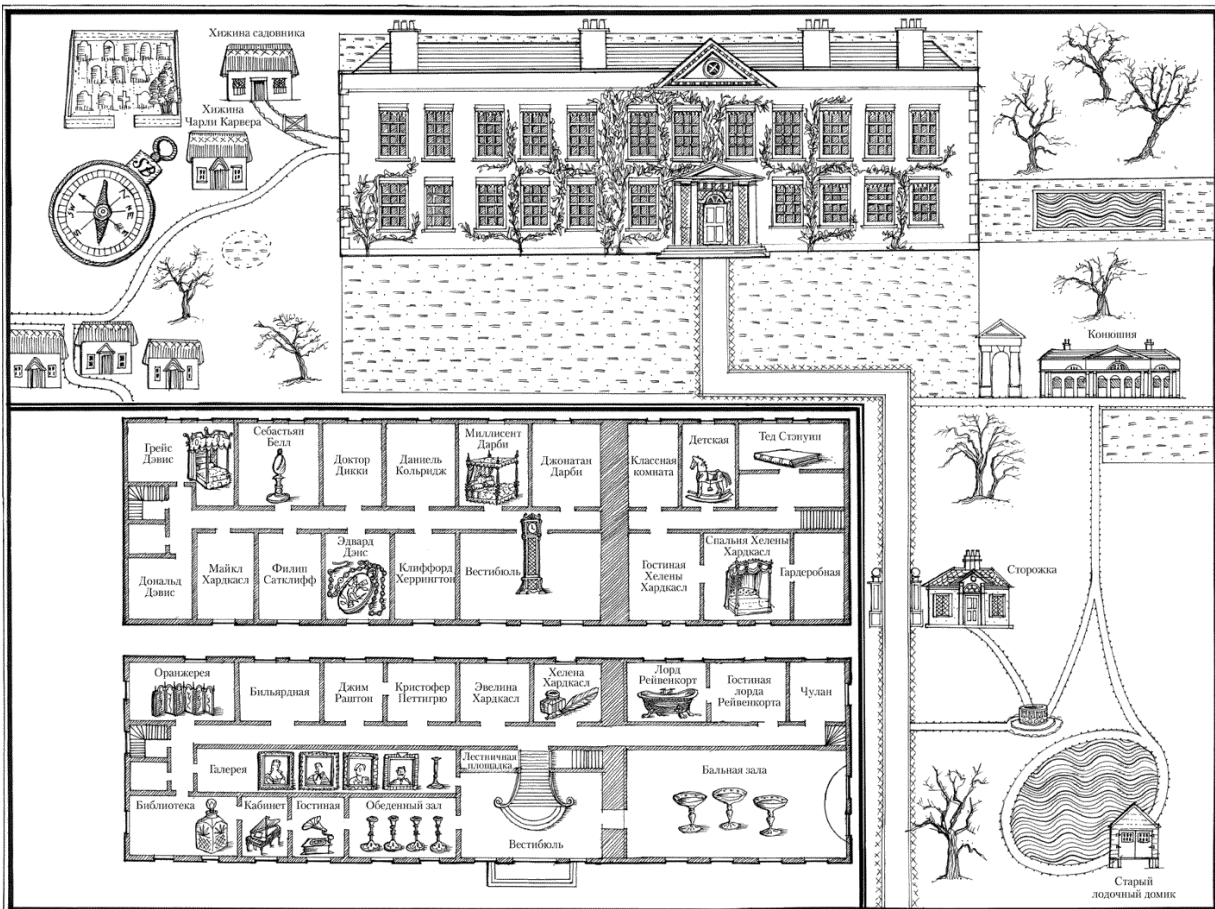 Хижина садовника
Хижина
Чарли Карвера
SB
SW
NE
S
Конюшня
Сторожка
Старый
лодочный домик
Грейс
Дэвис
Себастьян
Белл
Доктор
Дикки
Даниель
Кольридж
Миллисент
Дарби
Джонатан
Дарби
Классная
комната
Детская
Тед Стэнуин
Дональд
Дэвис
Майкл
Хардкасл
Филип
Сатклифф
Эдвард
Дэнс
Клиффорд
Херрингтон
Вестибюль
Гостиная
Хелены
Хардкасл
Спальня Хелены
Хардкасл
Гардеробная
Оранжерея
Бильярдная
Джим
Раштон
Кристофер
Петтигрю
Эвелина
Хардкасл
Хелена
Хардкасл
Лорд
Рейвенкорт
Гостиная
лорда
Рейвенкорта
Чулан
Галерея
Лестничная
площадка
Бальная зала
Библиотека
Кабинет
Гостиная
Обеденный зал
Вестибюль